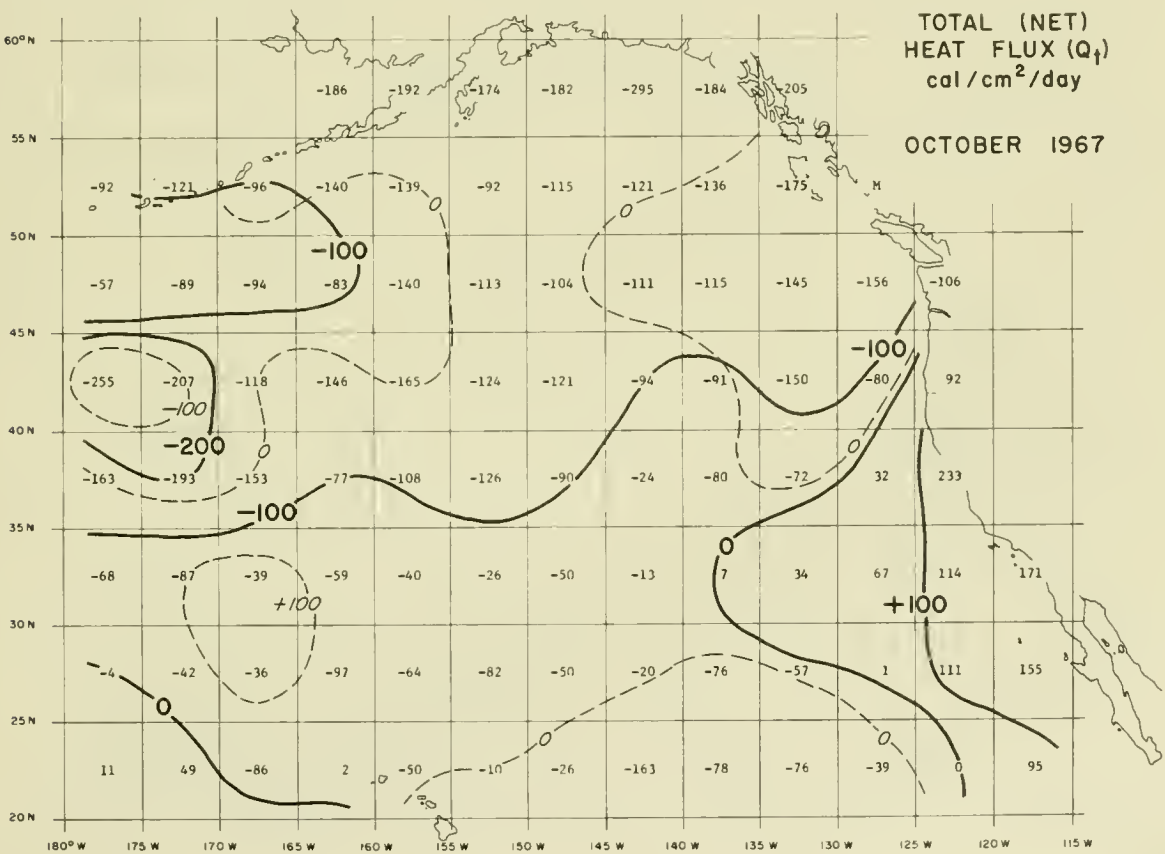 TOTAL (NET)
HEAT FLUX (Qt)
cal/cm²/day
OCTOBER 1967
60°N
-186 -192 -174 -182 -295 -184 -205
55 N
-92 -121 -96 -140 -139 -92 -115 -121 -136 -175 M
0 0
50 N
-100
-57 -89 -94 -83 -140 -113 -104 -111 -115 -145 -156 -106
45 N
-100
-255 -207 -118 -146 -165 -124 -121 -94 -91 -150 -80 92
-100
40 N
-200 0 0
-163 -193 -153 -77 -108 -126 -90 -24 -80 -72 32 233
-100
35 N
0
-68 -87 -39 -59 -40 -26 -50 -13 7 34 67 114 171
+100 +100
30 N
-4 -42 -36 -97 -64 -82 -50 -20 -76 -57 1 111 155
0
25 N
0 0
11 49 -86 2 -50 -10 -26 -163 -78 -76 -39 0 95
20 N
180°W 175 W 170 W 165 W 160 W 155 W 150 W 145 W 140 W 135 W 130 W 125 W 120 W 115 W